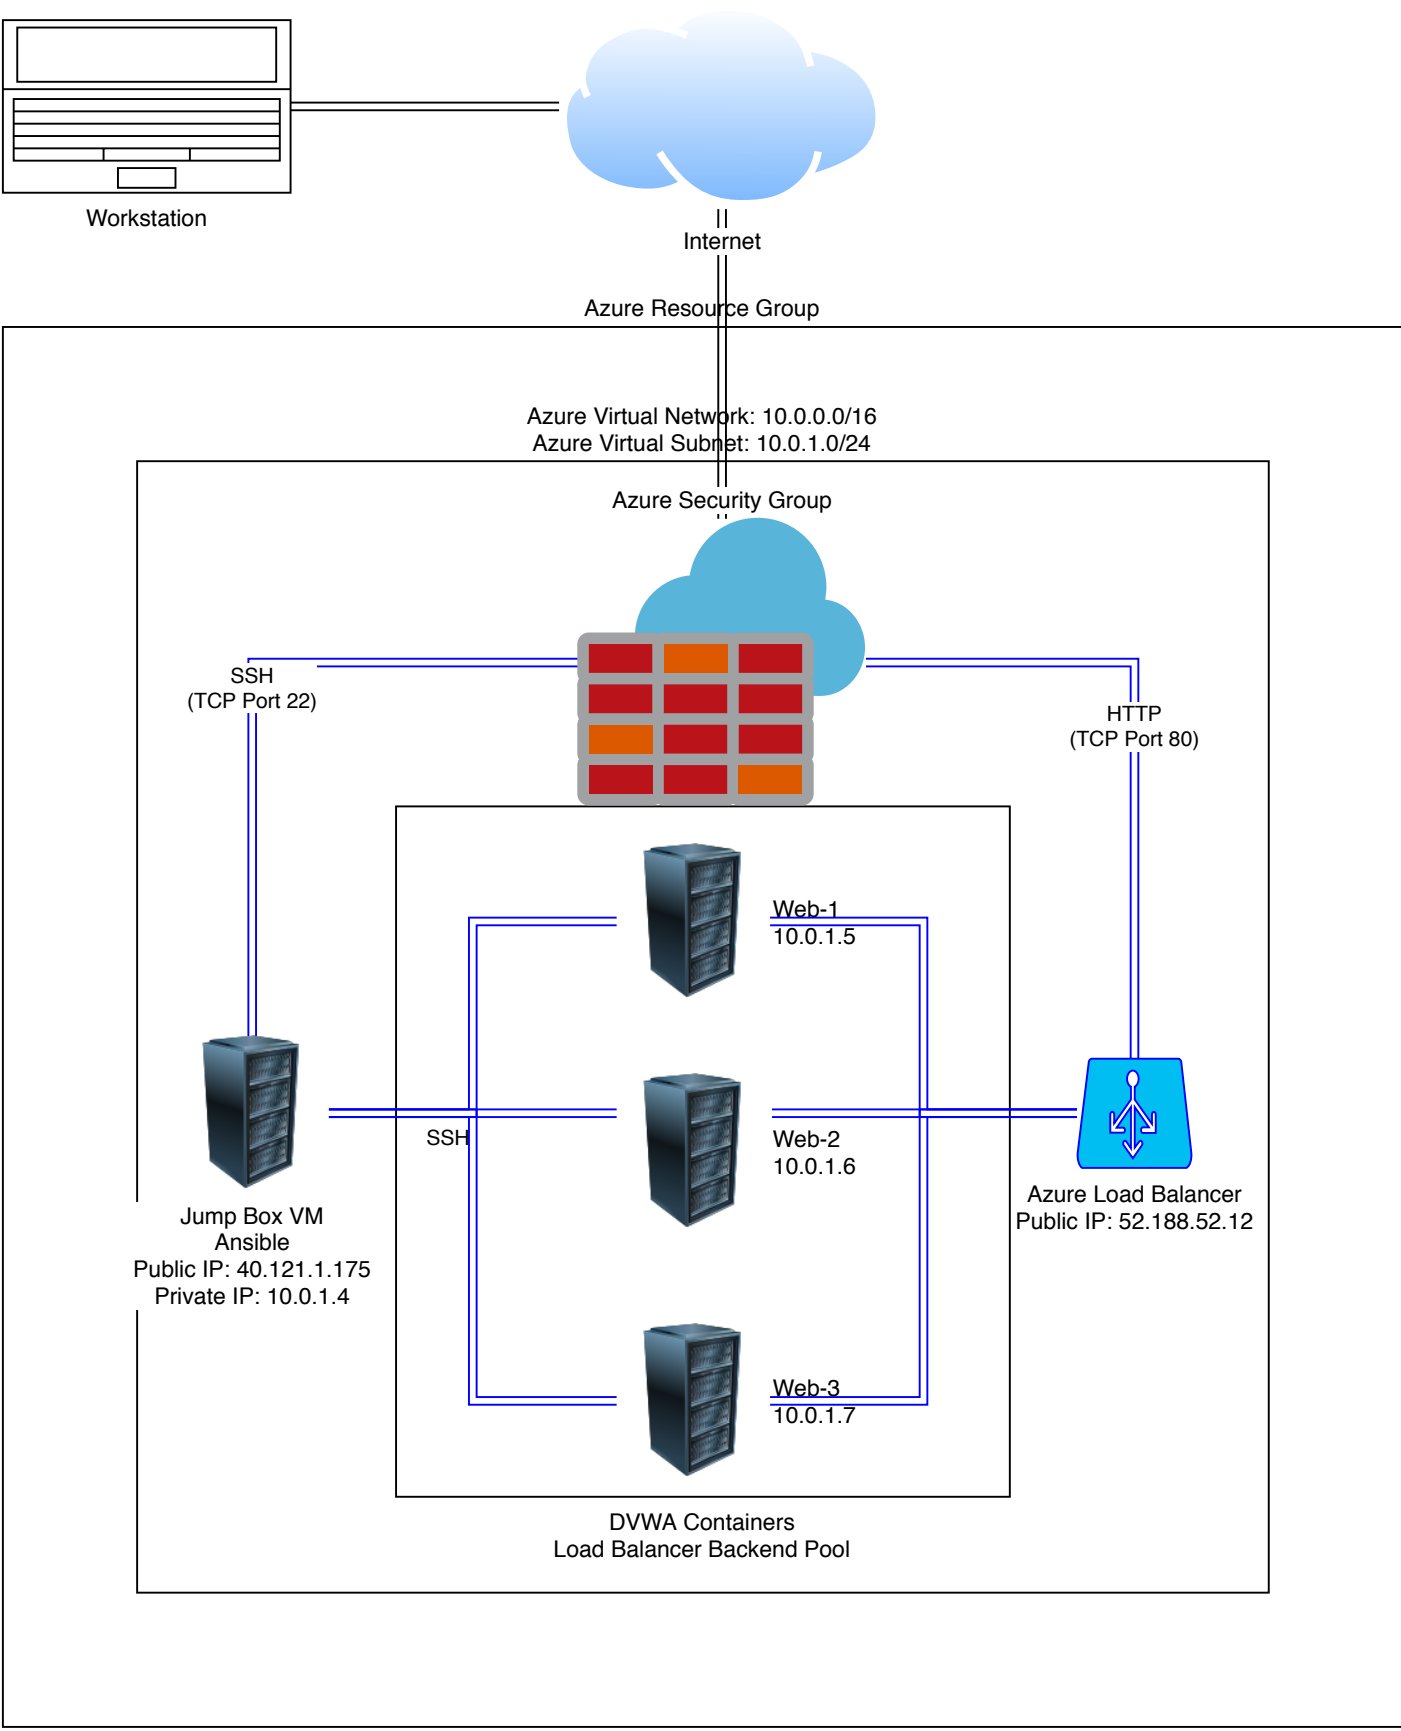 Workstation
Internet
Azure Resource Group
Azure Virtual Network: 10.0.0.0/16
Azure Virtual Subnet: 10.0.1.0/24
Azure Security Group
SSH
(TCP Port 22)
HTTP
(TCP Port 80)
Web-1
10.0.1.5
SSH
Web-2
10.0.1.6
Jump Box VM
Ansible
Public IP: 40.121.1.175
Private IP: 10.0.1.4
Azure Load Balancer
Public IP: 52.188.52.12
Web-3
10.0.1.7
DVWA Containers
Load Balancer Backend Pool